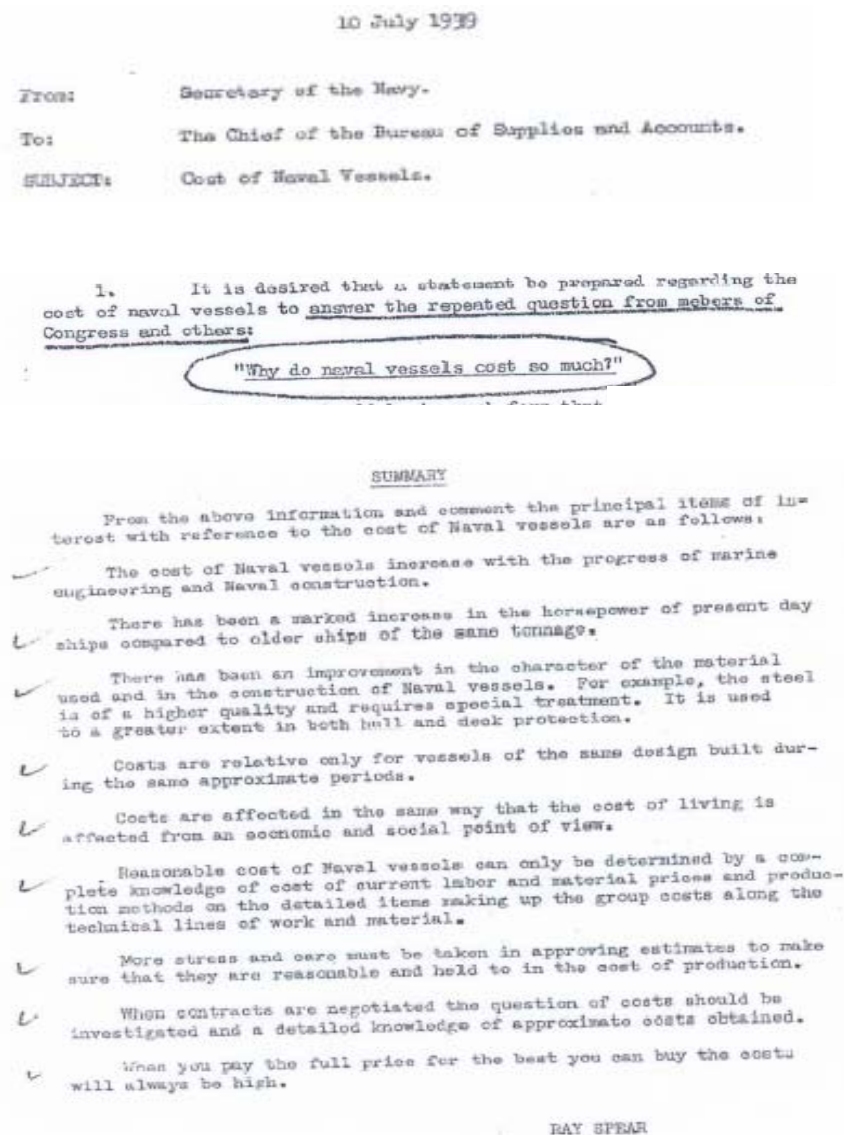 10 July 1939
From: Secretary of the Navy.
To: The Chief of the Bureau of Supplies and Accounts.
SUBJECT: Cost of Naval Vessels.
1. It is desired that a statement be prepared regarding the
cost of naval vessels to answer the repeated question from mebers of
Congress and others:
"Why do naval vessels cost so much?"
SUMMARY
From the above information and comment the principal items of in-
terest with reference to the cost of Naval vessels are as follows:
The cost of Naval vessels increase with the progress of marine
engineering and Naval construction.
There has been a marked increase in the horsepower of present day
ships compared to older ships of the same tonnage.
There has been an improvement in the character of the material
used and in the construction of Naval vessels. For example, the steel
is of a higher quality and requires special treatment. It is used
to a greater extent in both hull and deck protection.
Costs are relative only for vessels of the same design built dur-
ing the same approximate periods.
Costs are affected in the same way that the cost of living is
affected from an economic and social point of view.
Reasonable cost of Naval vessels can only be determined by a com-
plete knowledge of cost of current labor and material prices and produc-
tion methods on the detailed items making up the group costs along the
technical lines of work and material.
More stress and care must be taken in approving estimates to make
sure that they are reasonable and held to in the cost of production.
When contracts are negotiated the question of costs should be
investigated and a detailed knowledge of approximate costs obtained.
When you pay the full price for the best you can buy the costs
will always be high.
RAY SPEAR